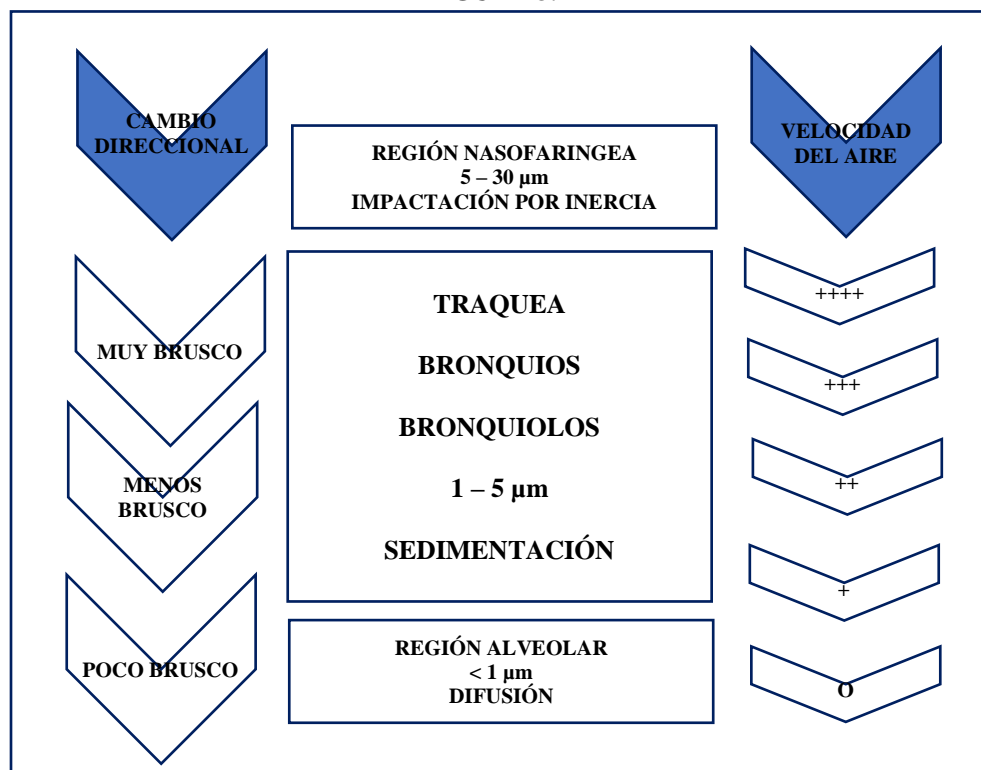 CAMBIO
DIRECCIONAL
REGIÓN NASOFARINGEA
5 – 30 µm
IMPACTACIÓN POR INERCIA
VELOCIDAD
DEL AIRE
MUY BRUSCO
MENOS
BRUSCO
POCO BRUSCO
TRAQUEA
BRONQUIOS
BRONQUIOLOS
1 – 5 µm
SEDIMENTACIÓN
REGIÓN ALVEOLAR
< 1 µm
DIFUSIÓN
++++
+++
++
+
O